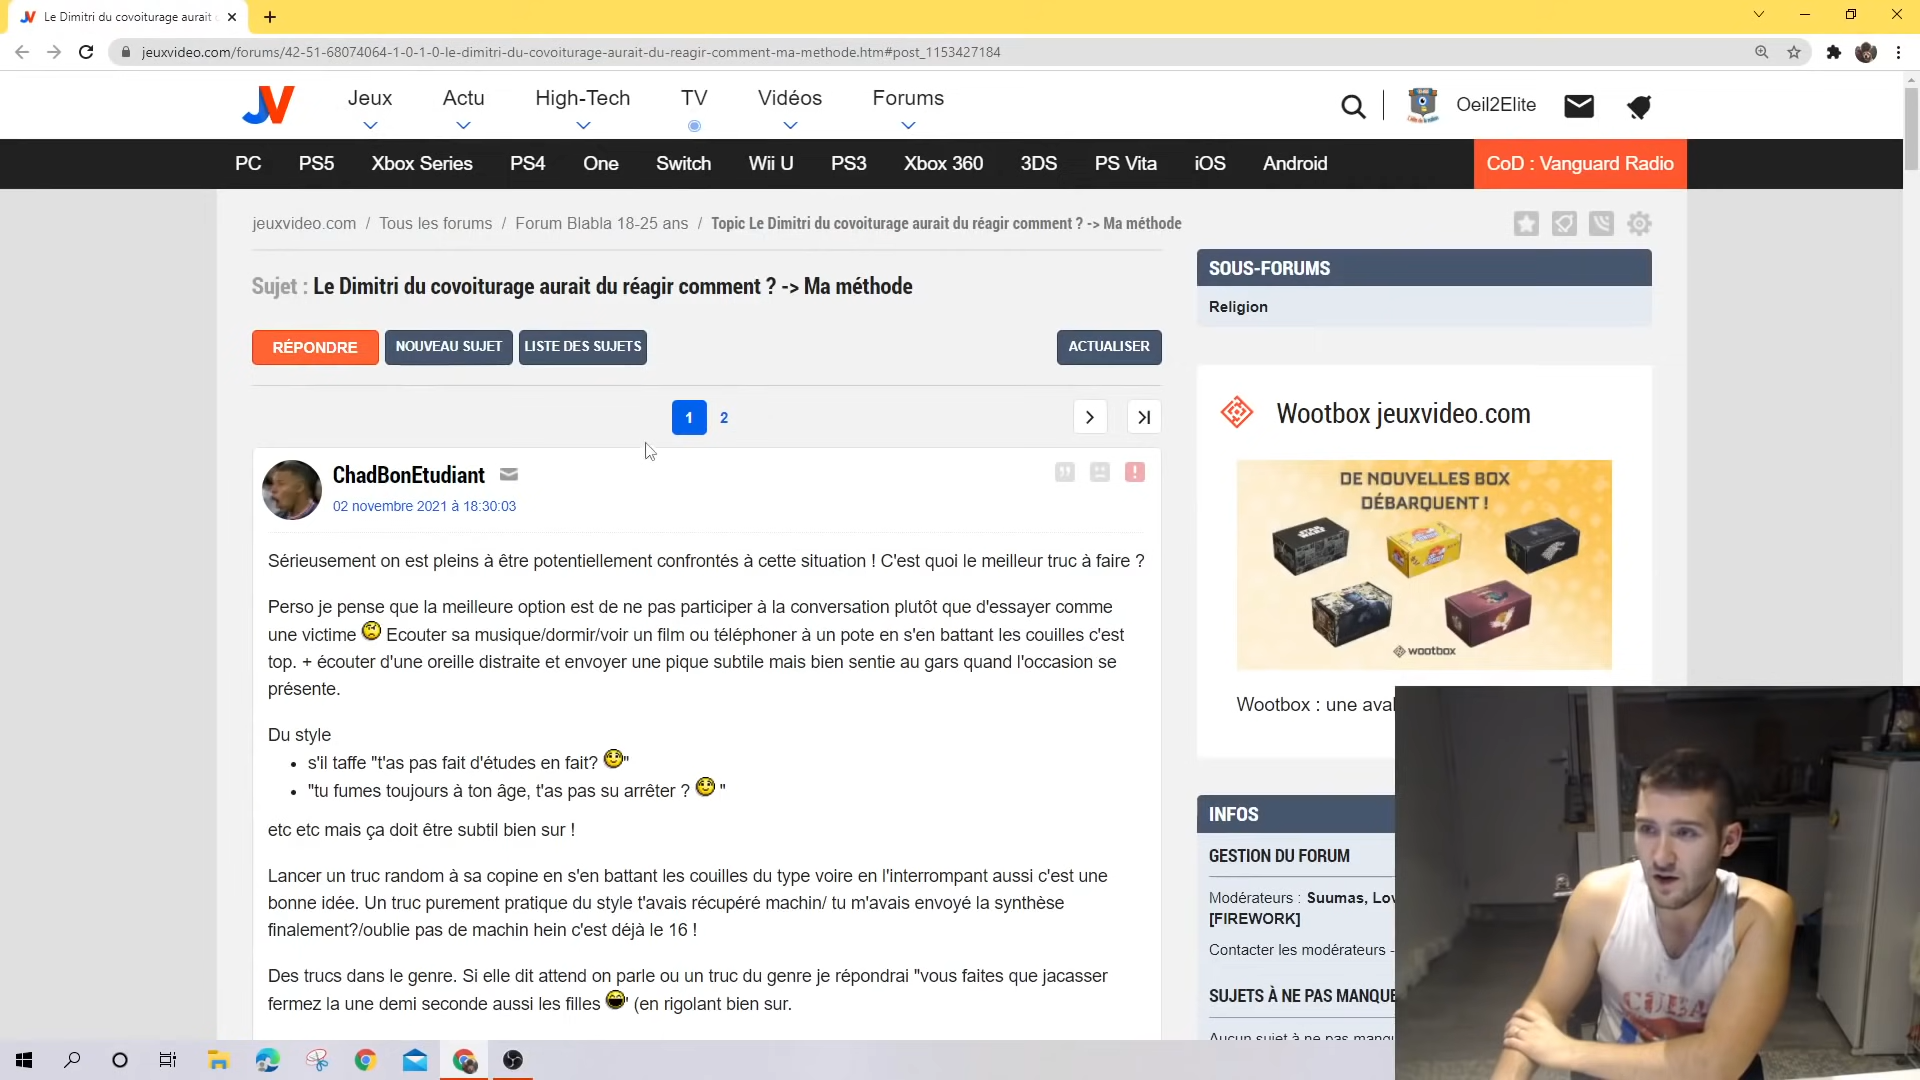 Le Dimitri du covoiturage aurait
jeuxvideo.com/forums/42-51-68074064-1-0-1-0-le-dimitri-du-covoiturage-aurait-du-reagir-comment-ma-methode.htm#post_1153427184
JV
Jeux
Actu
High-Tech
TV
Vidéos
Forums
Oeil2Elite
PC
PS5
Xbox Series
PS4
One
Switch
Wii U
PS3
Xbox 360
3DS
PS Vita
iOS
Android
CoD : Vanguard Radio
jeuxvideo.com / Tous les forums / Forum Blabla 18-25 ans / Topic Le Dimitri du covoiturage aurait du réagir comment ? -> Ma méthode
Sujet : Le Dimitri du covoiturage aurait du réagir comment ? -> Ma méthode
RÉPONDRE
NOUVEAU SUJET
LISTE DES SUJETS
ACTUALISER
1
2
ChadBonEtudiant
02 novembre 2021 à 18:30:03
Sérieusement on est pleins à être potentiellement confrontés à cette situation ! C'est quoi le meilleur truc à faire ?
Perso je pense que la meilleure option est de ne pas participer à la conversation plutôt que d'essayer comme
une victime Ecouter sa musique/dormir/voir un film ou téléphoner à un pote en s'en battant les couilles c'est
top. + écouter d'une oreille distraite et envoyer une pique subtile mais bien sentie au gars quand l'occasion se
présente.
Du style
• s'il taffe "t'as pas fait d'études en fait? "
• "tu fumes toujours à ton âge, t'as pas su arrêter ? "
etc etc mais ça doit être subtil bien sur !
Lancer un truc random à sa copine en s'en battant les couilles du type voire en l'interrompant aussi c'est une
bonne idée. Un truc purement pratique du style t'avais récupéré machin/ tu m'avais envoyé la synthèse
finalement?/oublie pas de machin hein c'est déjà le 16 !
Des trucs dans le genre. Si elle dit attend on parle ou un truc du genre je répondrai "vous faites que jacasser
fermez la une demi seconde aussi les filles " (en rigolant bien sur.
SOUS-FORUMS
Religion
Wootbox jeuxvideo.com
DE NOUVELLES BOX
DÉBARQUENT !
STAR WARS
wootbox
Wootbox : une aval
INFOS
GESTION DU FORUM
Modérateurs : Suumas, Lov
[FIREWORK]
Contacter les modérateurs -
SUJETS À NE PAS MANQUE
Aucun sujet à ne pas manqu
CUBA